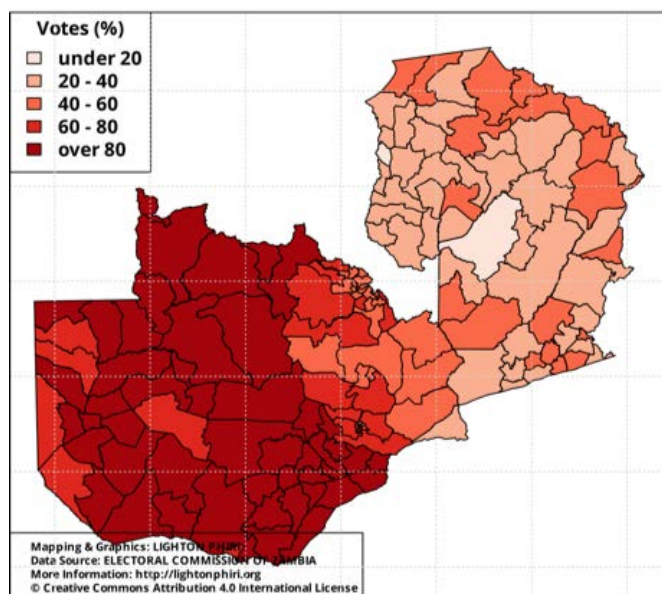 Votes (%)
under 20
20 - 40
40 - 60
60 - 80
over 80
Mapping & Graphics: LIGHTON PHIRI
Data Source: ELECTORAL COMMISSION OF ZAMBIA
More Information: http://lightonphiri.org
© Creative Commons Attribution 4.0 International License